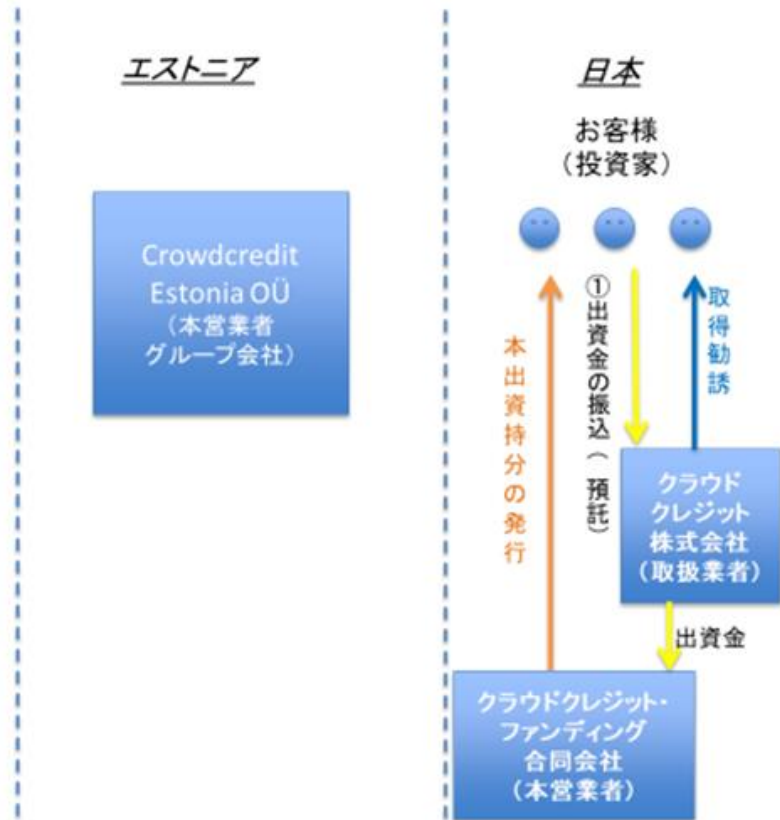 エストニア
Crowdcredit
Estonia OÜ
(本営業者
グループ会社)
日本
お客様
(投資家)
本出資持分の発行
①出資金の振込(預託)
取得勧誘
クラウド
クレジット
株式会社
(取扱業者)
出資金
クラウドクレジット・
ファンディング
合同会社
(本営業者)